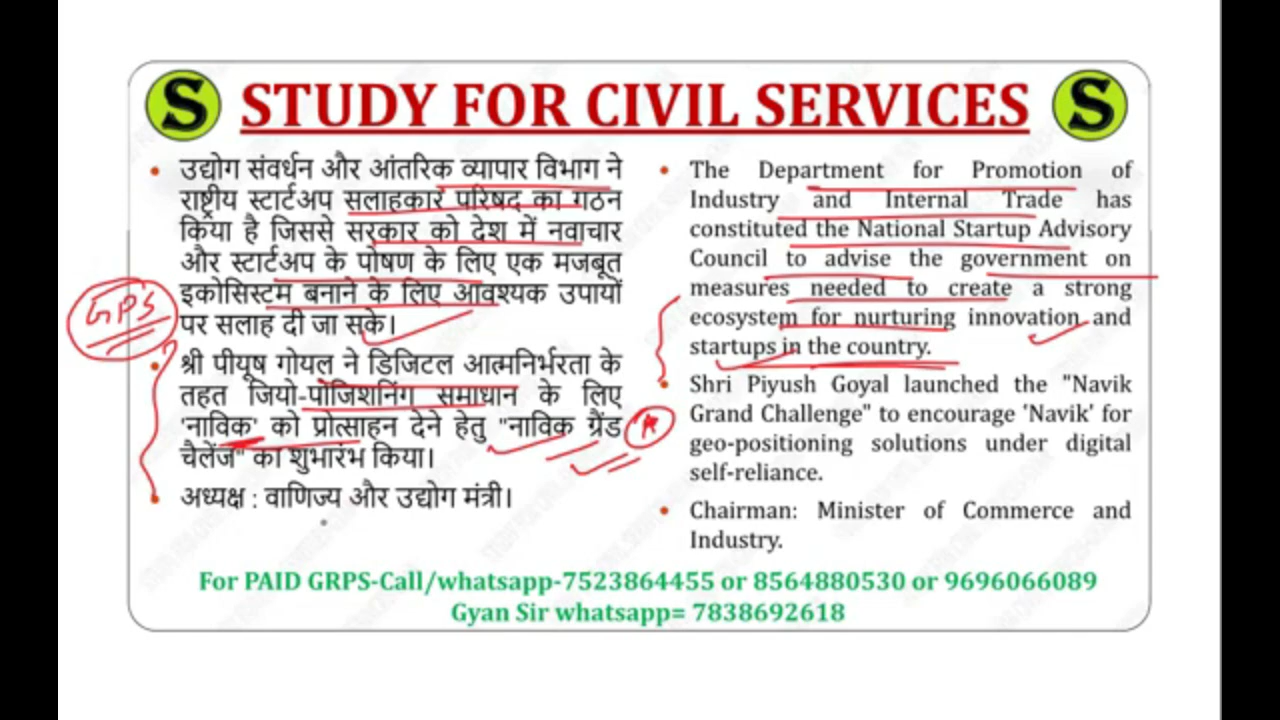 S STUDY FOR CIVIL SERVICES S
• उद्योग संवर्धन और आंतरिक व्यापार विभाग ने
राष्ट्रीय स्टार्टअप सलाहकार परिषद का गठन
किया है जिससे सरकार को देश में नवाचार
और स्टार्टअप के पोषण के लिए एक मजबूत
इकोसिस्टम बनाने के लिए आवश्यक उपायों
पर सलाह दी जा सके।
GPS
• श्री पीयूष गोयल ने डिजिटल आत्मनिर्भरता के
तहत जियो-पोजिशनिंग समाधान के लिए
'नाविक' को प्रोत्साहन देने हेतु "नाविक ग्रैंड
चैलेंज" का शुभारंभ किया।
• अध्यक्ष : वाणिज्य और उद्योग मंत्री।
• The Department for Promotion of
Industry and Internal Trade has
constituted the National Startup Advisory
Council to advise the government on
measures needed to create a strong
ecosystem for nurturing innovation and
startups in the country.
• Shri Piyush Goyal launched the "Navik
Grand Challenge" to encourage 'Navik' for
geo-positioning solutions under digital
self-reliance.
• Chairman: Minister of Commerce and
Industry.
For PAID GRPS-Call/whatsapp-7523864455 or 8564880530 or 9696066089
Gyan Sir whatsapp= 7838692618